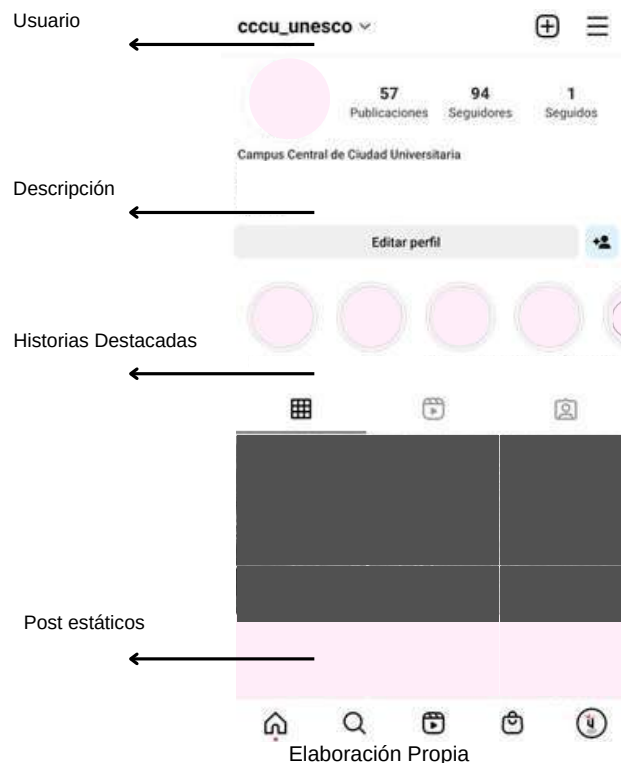 Usuario
cccu_unesco
57 94 1
Publicaciones Seguidores Seguidos
Campus Central de Ciudad Universitaria
Descripción
Editar perfil
Historias Destacadas
Post estáticos
Elaboración Propia